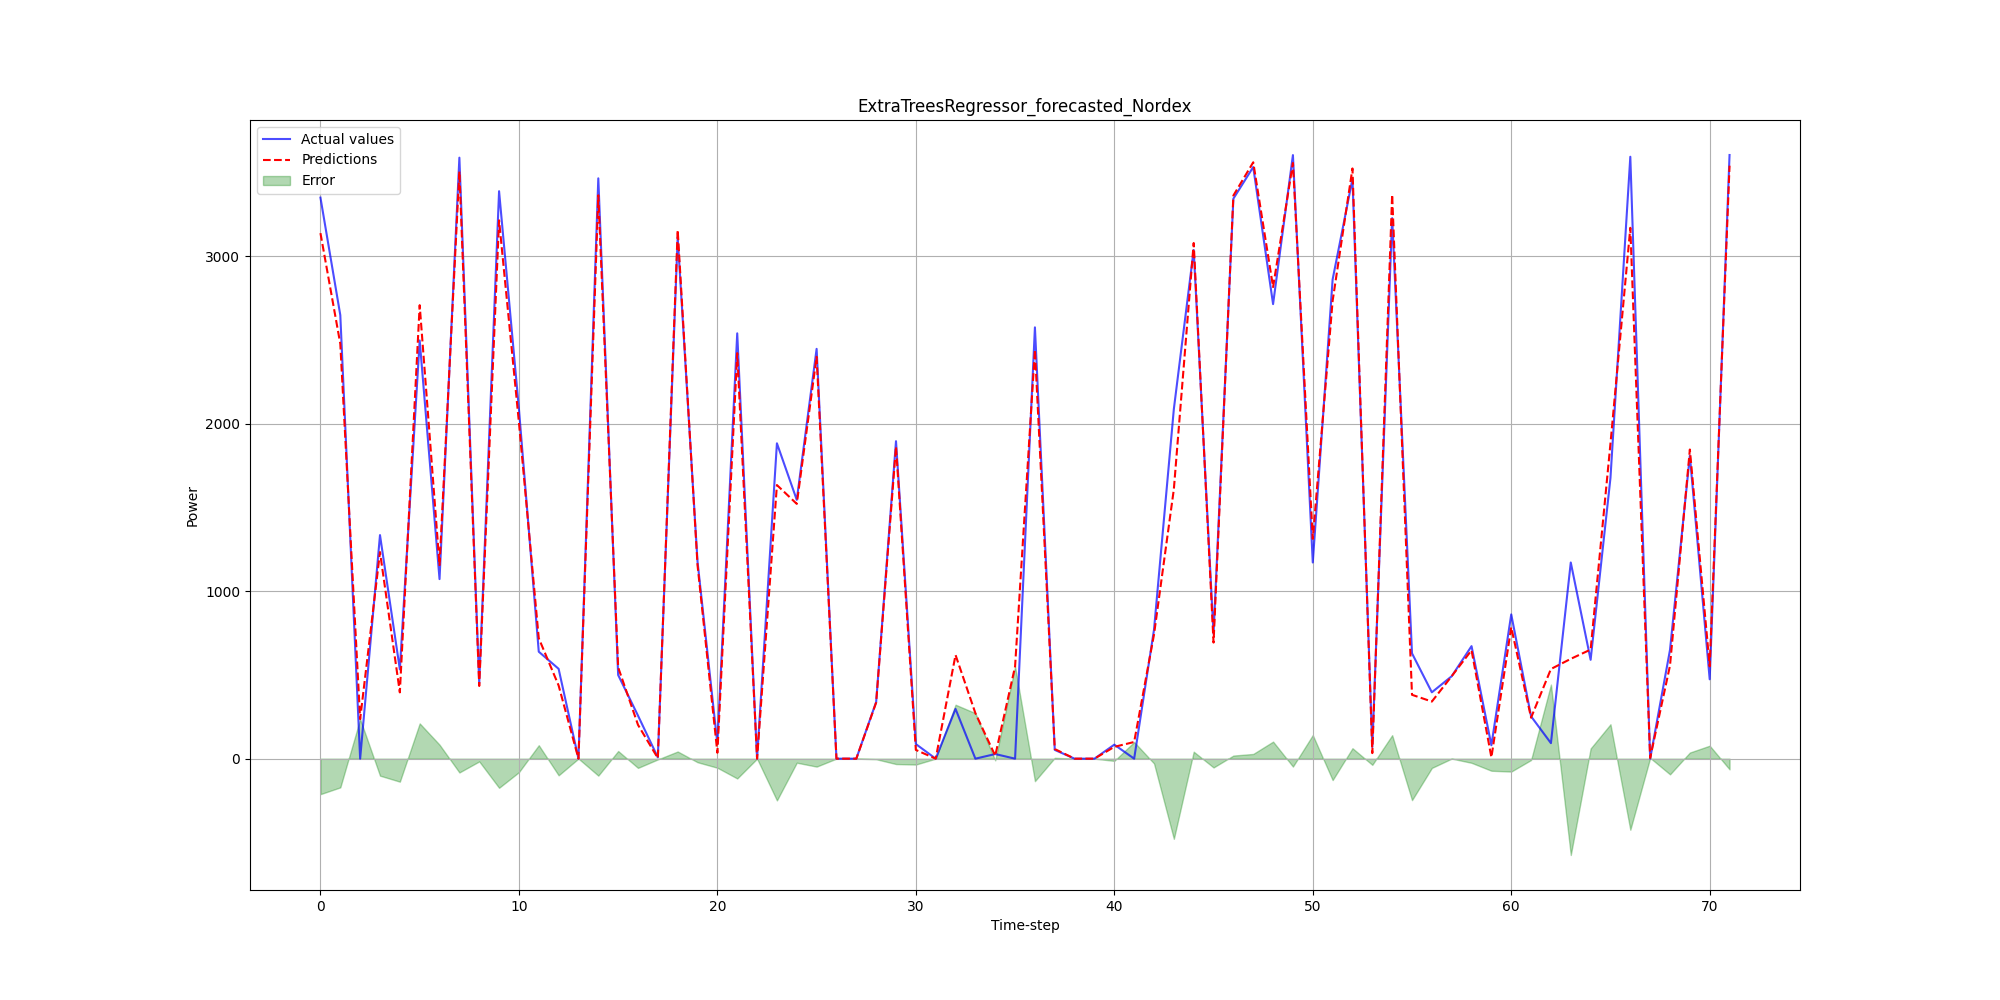 ExtraTreesRegressor_forecasted_Nordex
Actual values
Predictions
Error
3000
2000
1000
0
Power
0 10 20 30 40 50 60 70
Time-step